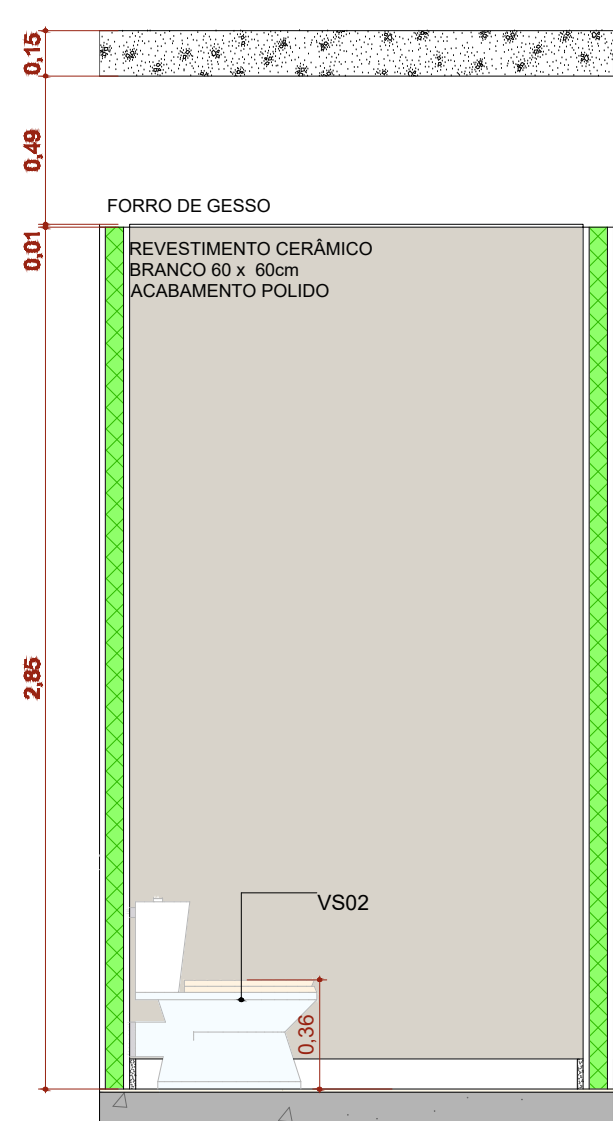 0,15
0,49
FORRO DE GESSO
0,01
REVESTIMENTO CERÂMICO
BRANCO 60 x 60cm
ACABAMENTO POLIDO
2,85
VS02
0,36